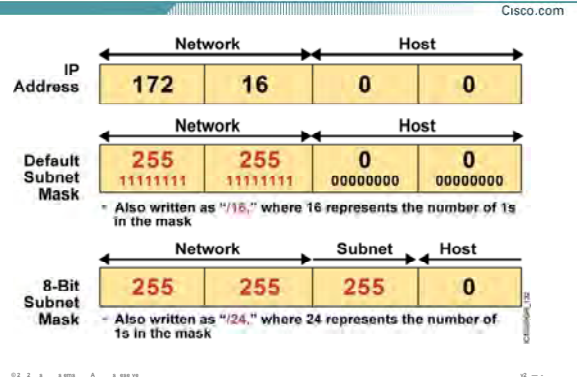 Cisco.com
Network Host
IP Address 172 16 0 0
Network Host
Default Subnet Mask 255 255 0 0
11111111 11111111 00000000 00000000
- Also written as "/16," where 16 represents the number of 1s
in the mask
Network Subnet Host
8-Bit Subnet Mask 255 255 255 0
- Also written as "/24," where 24 represents the number of
1s in the mask